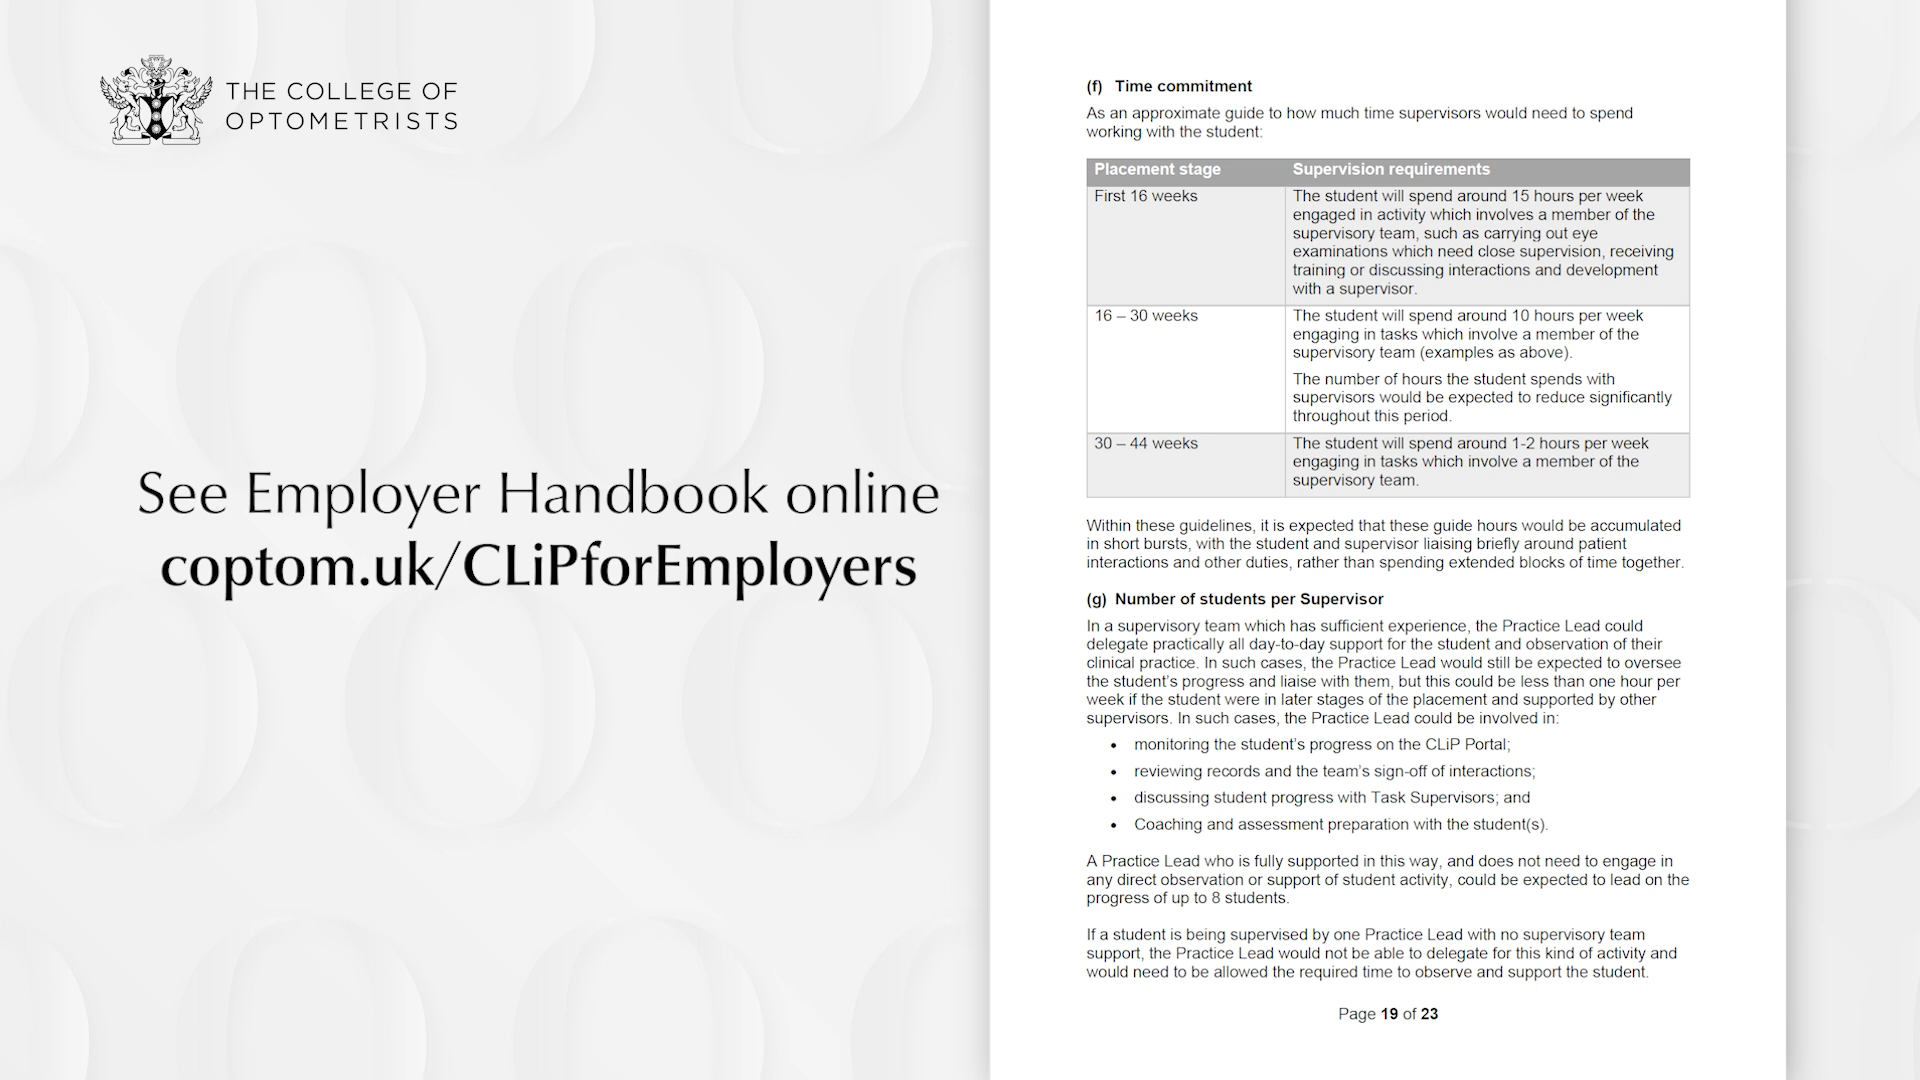 THE COLLEGE OF
OPTOMETRISTS
See Employer Handbook online
coptom.uk/CLiPforEmployers
(f) Time commitment
As an approximate guide to how much time supervisors would need to spend
working with the student:
Placement stage
Supervision requirements
First 16 weeks
The student will spend around 15 hours per week
engaged in activity which involves a member of the
supervisory team, such as carrying out eye
examinations which need close supervision, receiving
training or discussing interactions and development
with a supervisor.
16 – 30 weeks
The student will spend around 10 hours per week
engaging in tasks which involve a member of the
supervisory team (examples as above).
The number of hours the student spends with
supervisors would be expected to reduce significantly
throughout this period.
30 – 44 weeks
The student will spend around 1-2 hours per week
engaging in tasks which involve a member of the
supervisory team.
Within these guidelines, it is expected that these guide hours would be accumulated
in short bursts, with the student and supervisor liaising briefly around patient
interactions and other duties, rather than spending extended blocks of time together.
(g) Number of students per Supervisor
In a supervisory team which has sufficient experience, the Practice Lead could
delegate practically all day-to-day support for the student and observation of their
clinical practice. In such cases, the Practice Lead would still be expected to oversee
the student's progress and liaise with them, but this could be less than one hour per
week if the student were in later stages of the placement and supported by other
supervisors. In such cases, the Practice Lead could be involved in:
• monitoring the student's progress on the CLiP Portal;
• reviewing records and the team's sign-off of interactions;
• discussing student progress with Task Supervisors; and
• Coaching and assessment preparation with the student(s).
A Practice Lead who is fully supported in this way, and does not need to engage in
any direct observation or support of student activity, could be expected to lead on the
progress of up to 8 students.
If a student is being supervised by one Practice Lead with no supervisory team
support, the Practice Lead would not be able to delegate for this kind of activity and
would need to be allowed the required time to observe and support the student.
Page 19 of 23